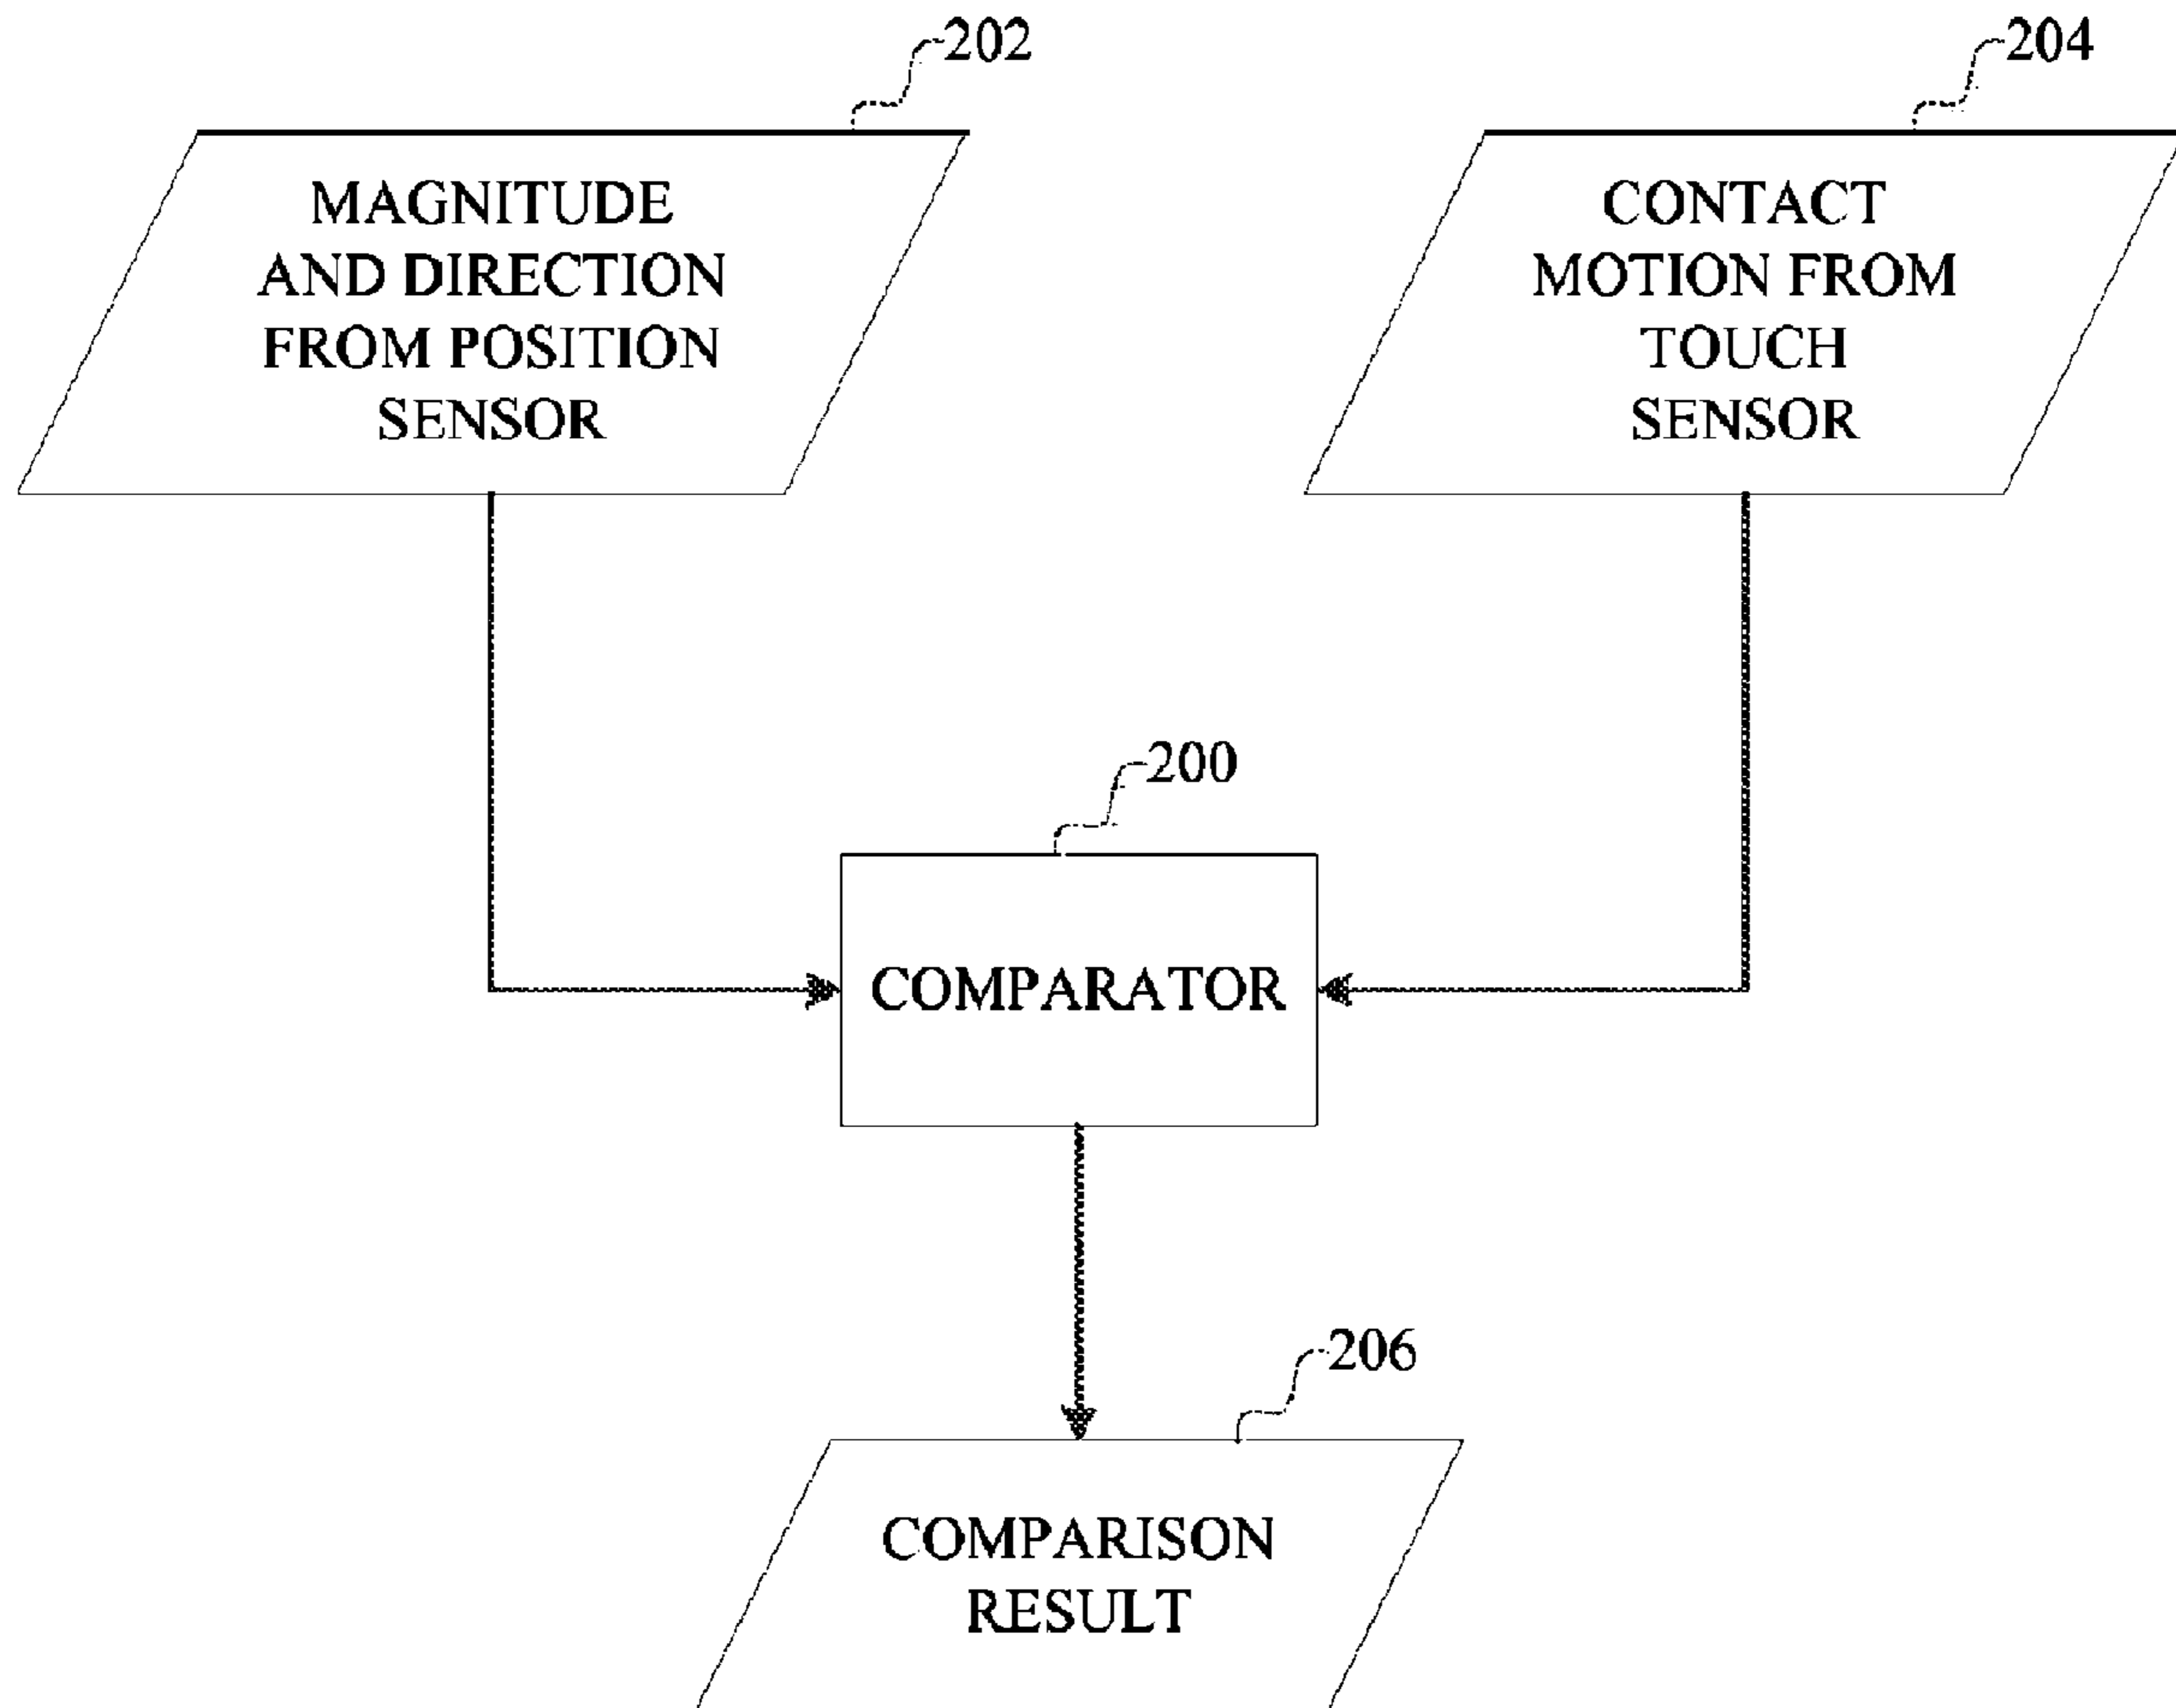 202
204
MAGNITUDE
AND DIRECTION
FROM POSITION
SENSOR
CONTACT
MOTION FROM
TOUCH
SENSOR
200
COMPARATOR
206
COMPARISON
RESULT